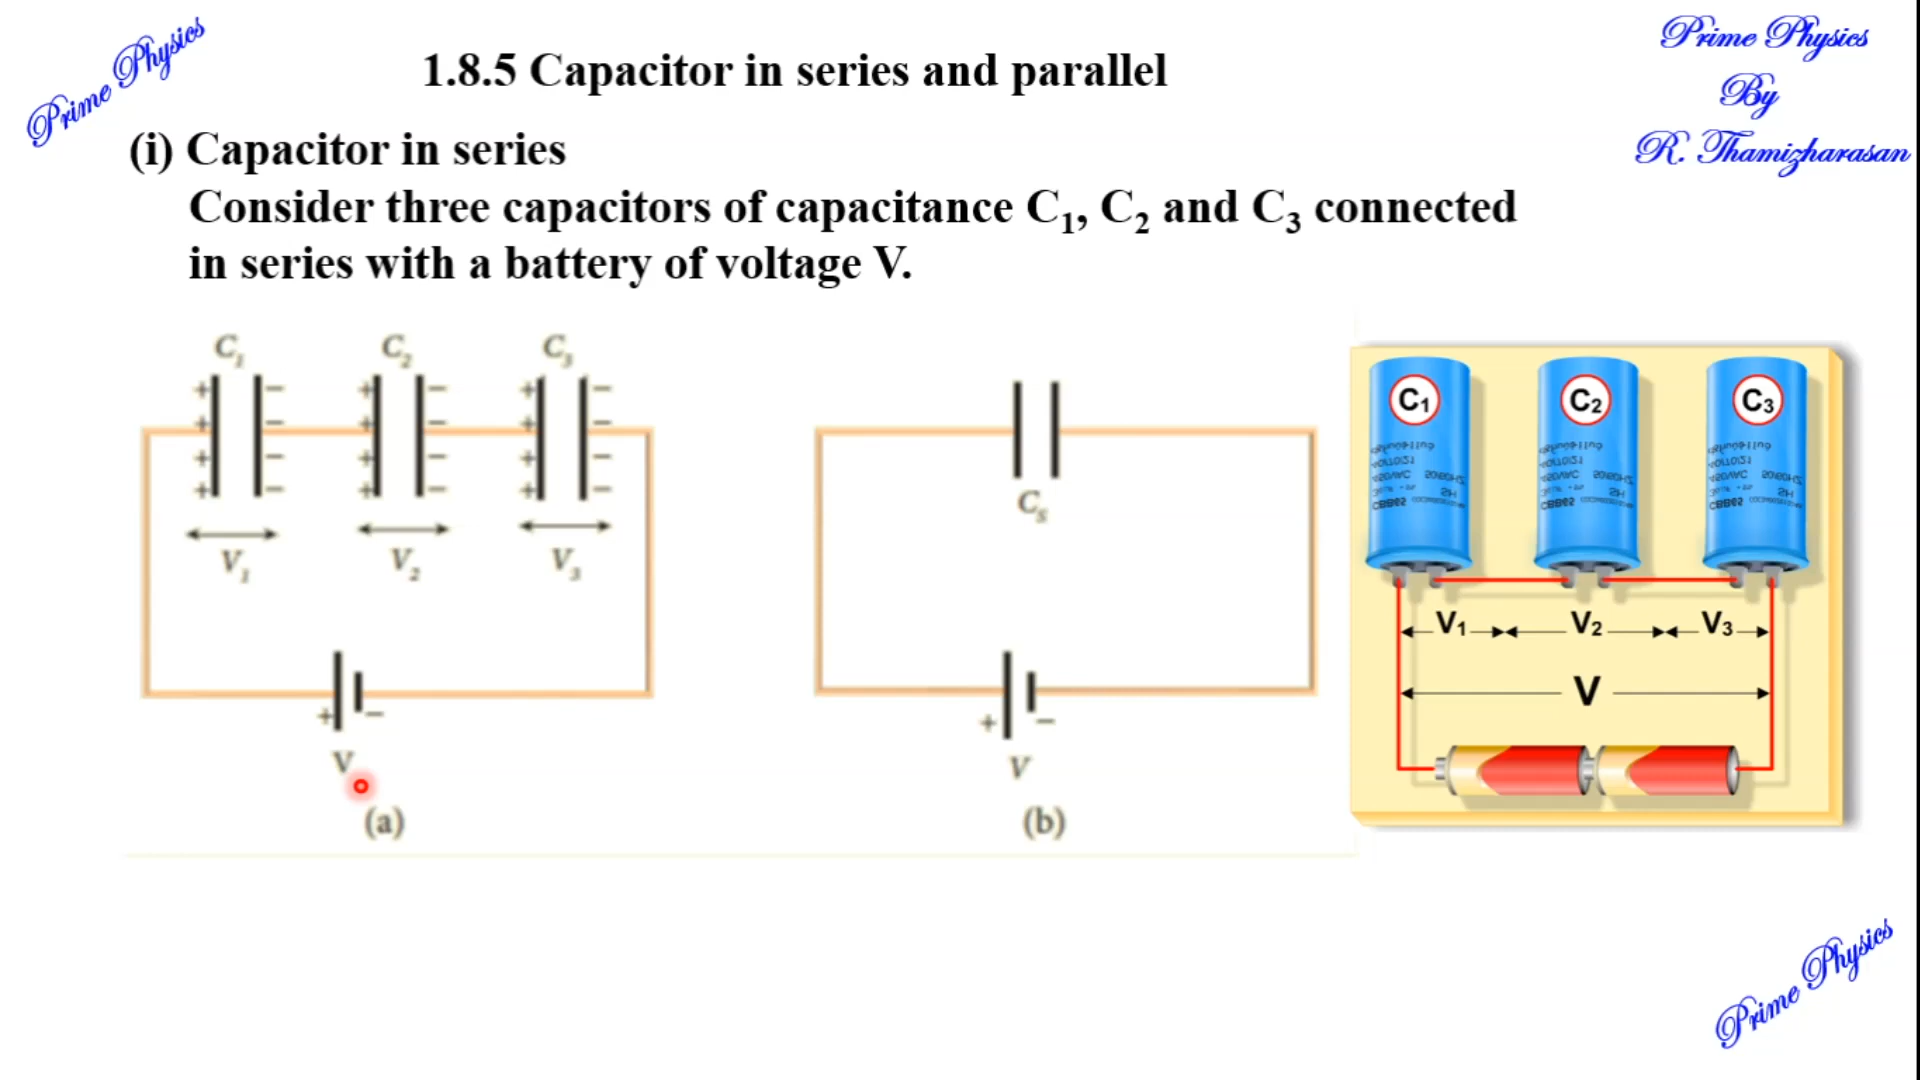 Prime Physics
Prime Physics
By
R. Thamizharasan
1.8.5 Capacitor in series and parallel
(i) Capacitor in series
Consider three capacitors of capacitance C₁, C₂ and C₃ connected
in series with a battery of voltage V.
C₁ C₂ C₃
+ − + − + −
+ − + − + −
+ − + − + −
+ − + − + −
V₁ V₂ V₃
+ −
V
(a)
Cₛ
+ −
V
(b)
C₁ C₂ C₃
V₁ V₂ V₃
V
Prime Physics